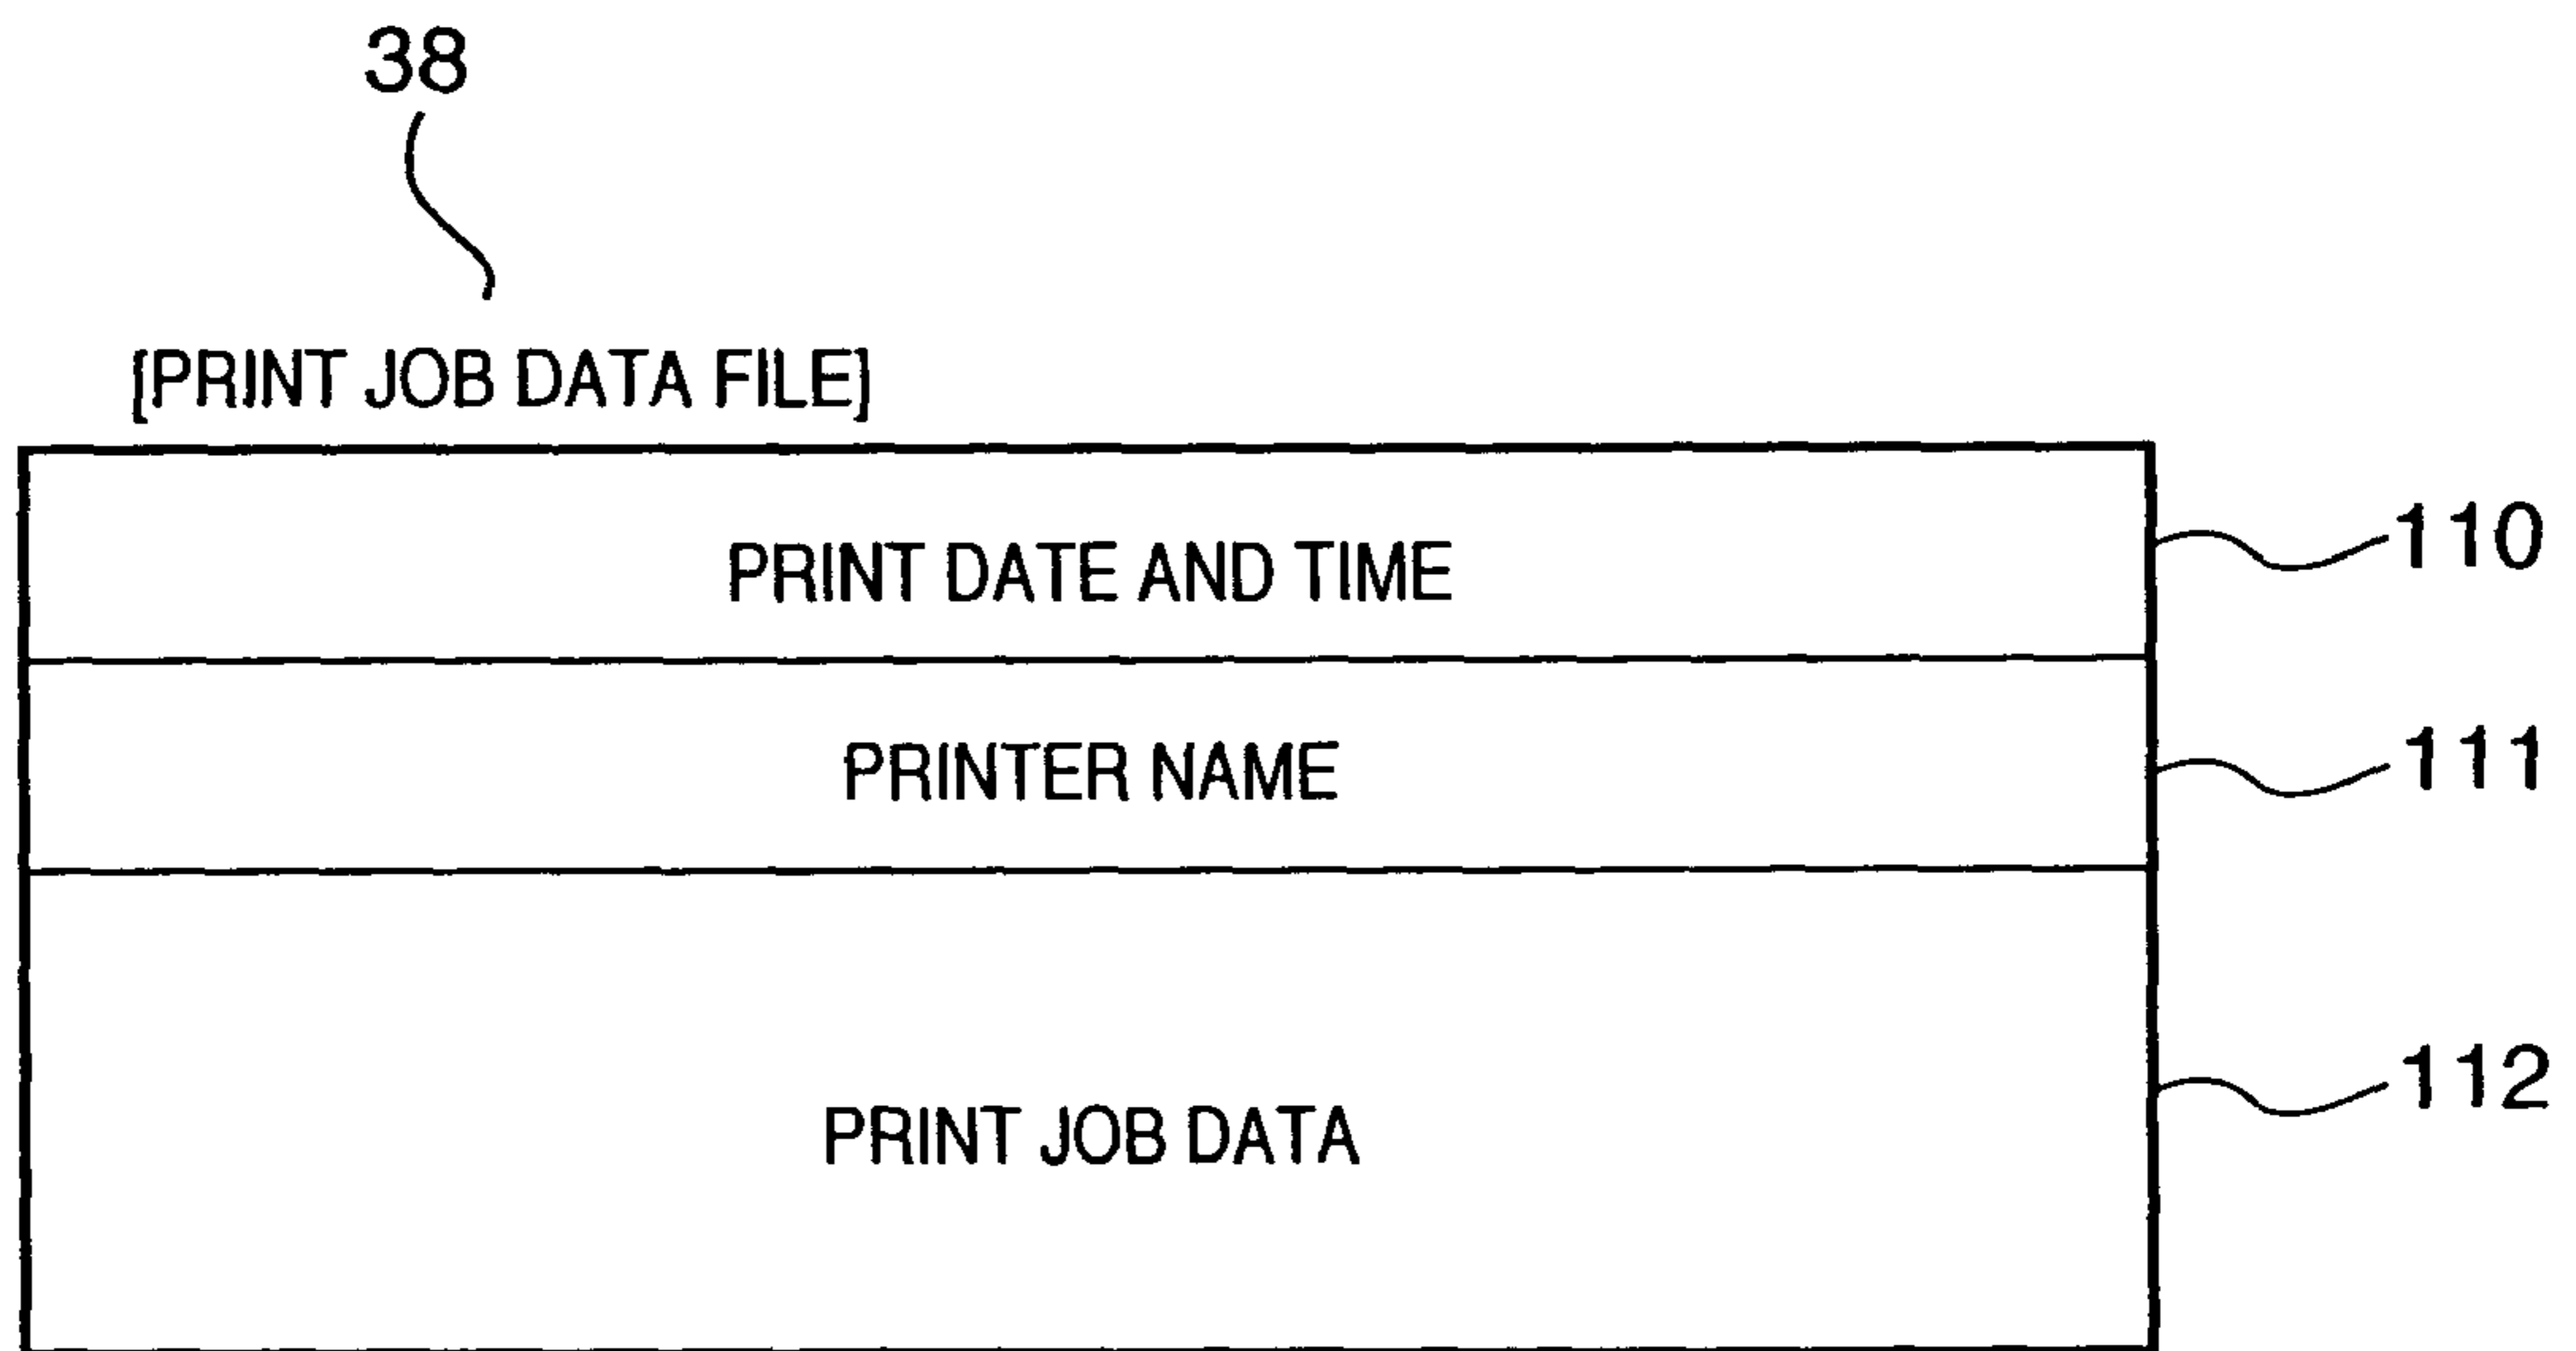 38
[PRINT JOB DATA FILE]
PRINT DATE AND TIME
110
PRINTER NAME
111
PRINT JOB DATA
112